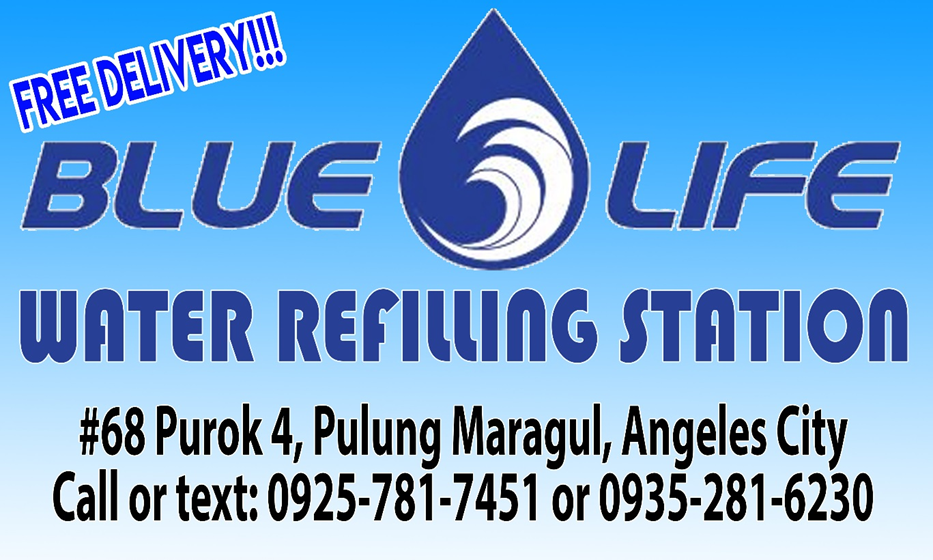 FREE DELIVERY!!!
BLUE LIFE
WATER REFILLING STATION
#68 Purok 4, Pulung Maragul, Angeles City
Call or text: 0925-781-7451 or 0935-281-6230